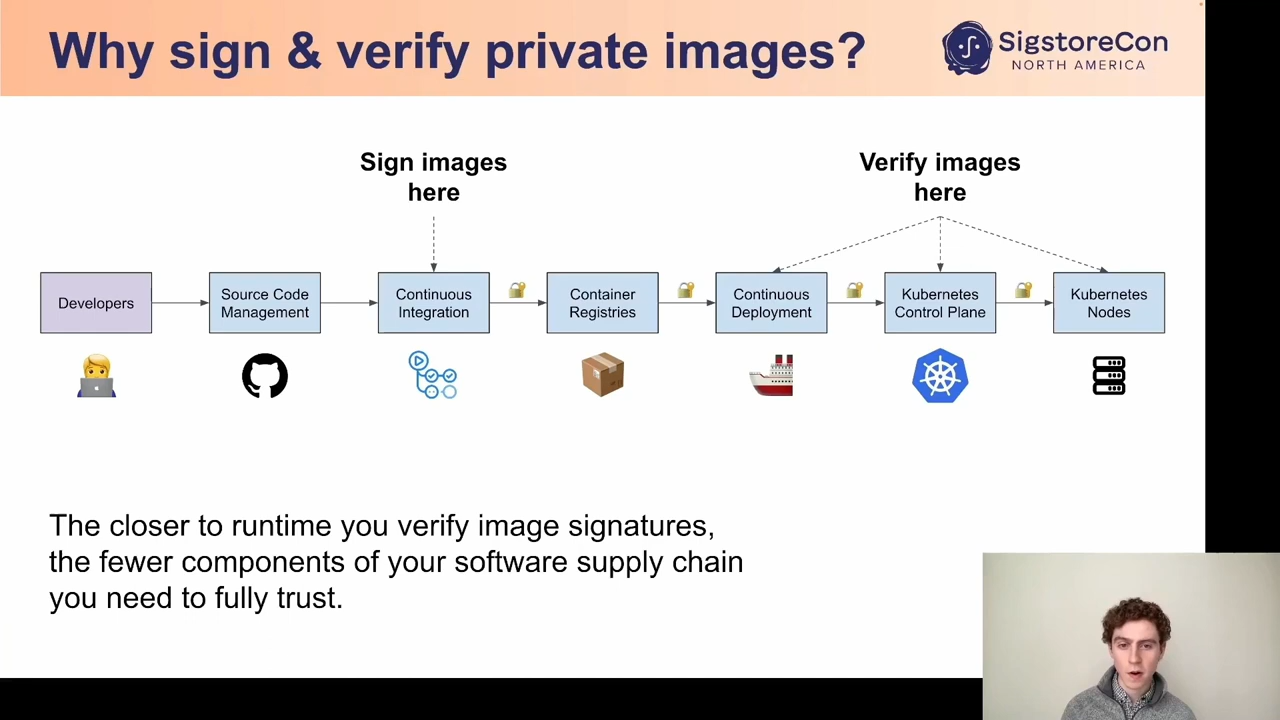 Why sign & verify private images?
SigstoreCon
NORTH AMERICA
Sign images
here
Verify images
here
Developers
Source Code
Management
Continuous
Integration
Container
Registries
Continuous
Deployment
Kubernetes
Control Plane
Kubernetes
Nodes
The closer to runtime you verify image signatures,
the fewer components of your software supply chain
you need to fully trust.